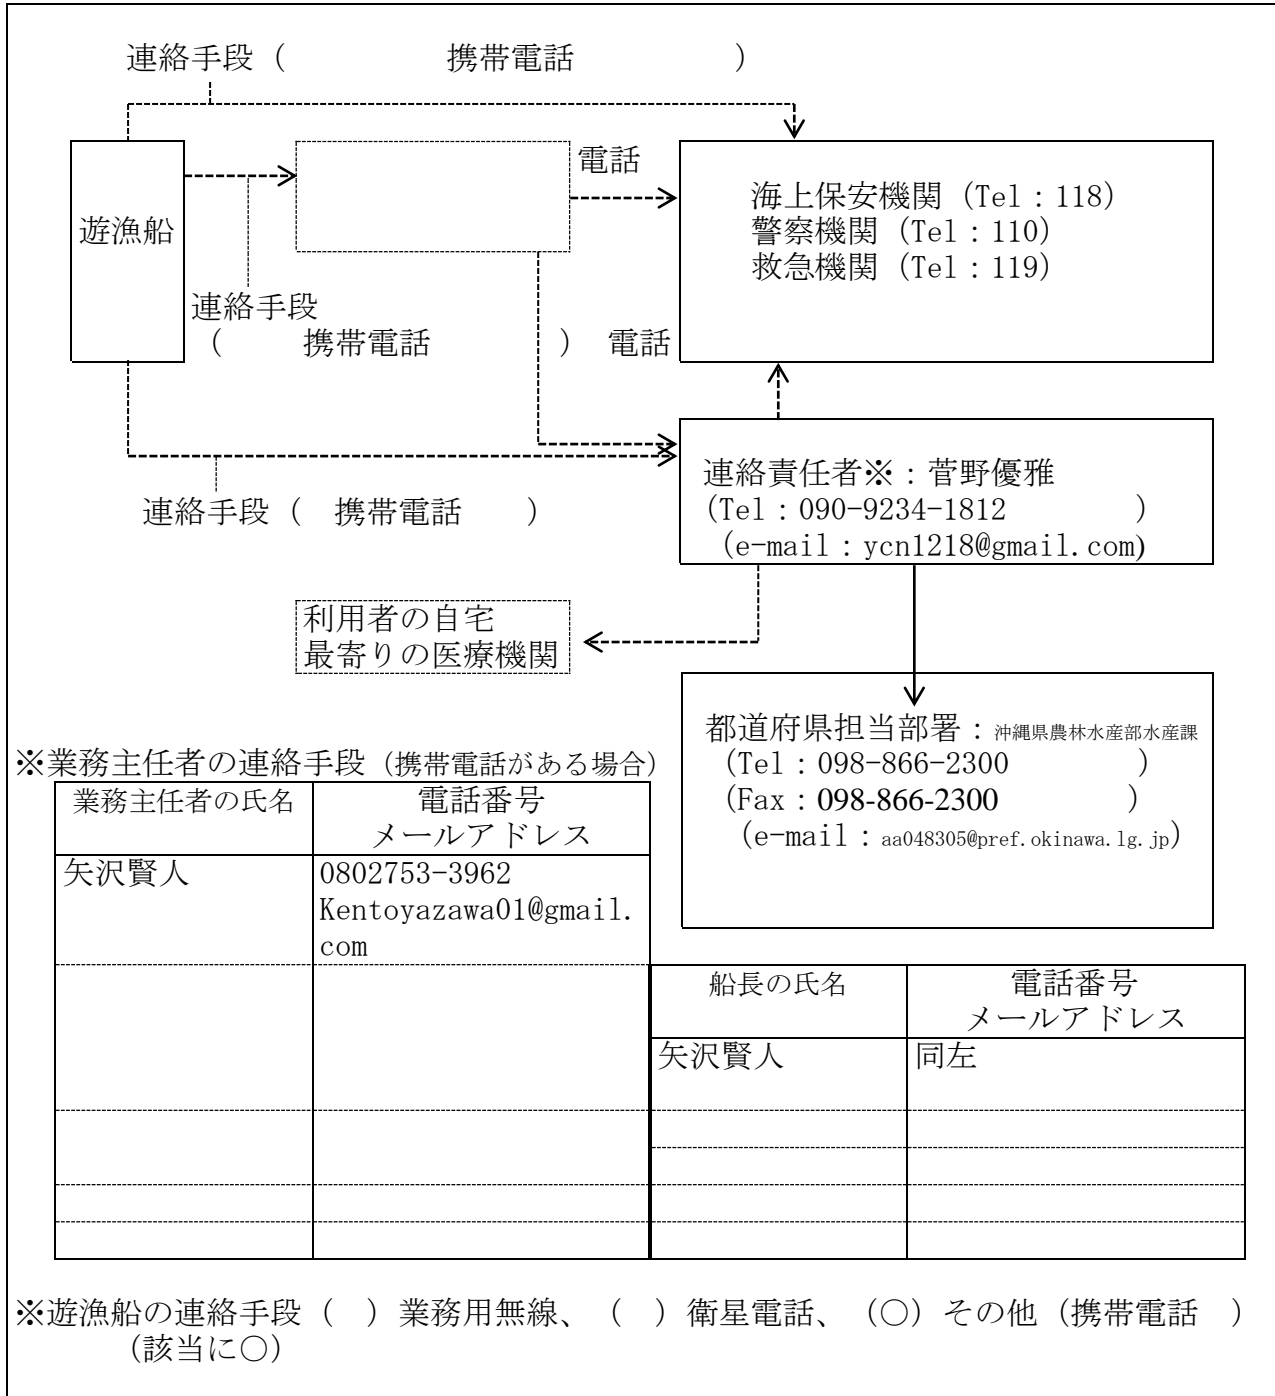 連絡手段（　携帯電話　）
電話
海上保安機関（Tel：118）
警察機関（Tel：110）
救急機関（Tel：119）
遊漁船
連絡手段
（　携帯電話　）　電話
連絡責任者※：菅野優雅
(Tel：090-9234-1812　)
(e-mail：ycn1218@gmail.com)
連絡手段（　携帯電話　）
利用者の自宅
最寄りの医療機関
都道府県担当部署：沖縄県農林水産部水産課
(Tel：098-866-2300　)
(Fax：098-866-2300　)
(e-mail：aa048305@pref.okinawa.lg.jp)
※業務主任者の連絡手段（携帯電話がある場合）
業務主任者の氏名　電話番号
メールアドレス
矢沢賢人　0802753-3962
Kentoyazawa01@gmail.
com
船長の氏名　電話番号
メールアドレス
矢沢賢人　同左
※遊漁船の連絡手段（　）業務用無線、（　）衛星電話、（○）その他（携帯電話　）
（該当に○）